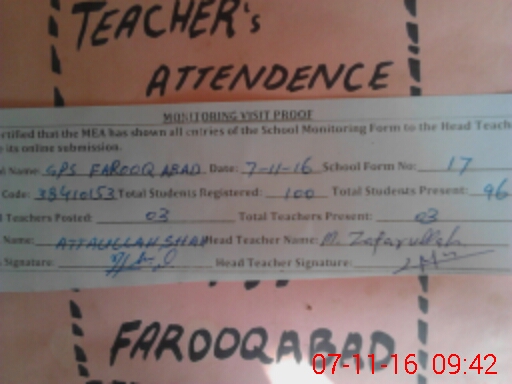 TEACHER's
ATTENDENCE
MONITORING VISIT PROOF
rtified that the MEA has shown all entries of the School Monitoring Form to the Head Teach
e its online submission.
l Name: GPS FAROOQ ABAD Date: 7-11-16 School Form No: 17
Code: 38410153 Total Students Registered: 100 Total Students Present: 96
l Teachers Posted: 03 Total Teachers Present: 03
Name: ATTAULLAH SHAH Head Teacher Name: M. Zafarullah
Signature: Head Teacher Signature:
FAROOQABAD
07-11-16 09:42